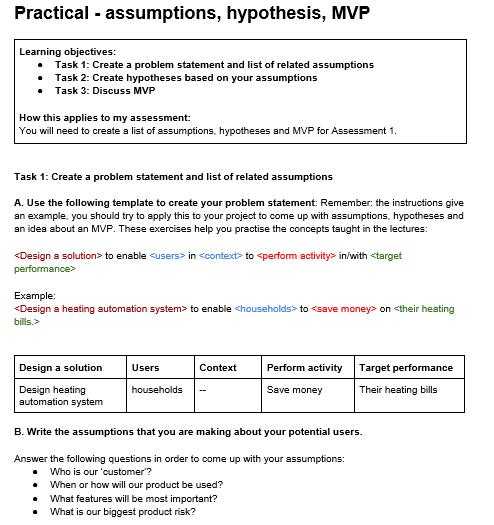 Practical - assumptions, hypothesis, MVP
Learning objectives:
● Task 1: Create a problem statement and list of related assumptions
● Task 2: Create hypotheses based on your assumptions
● Task 3: Discuss MVP
How this applies to my assessment:
You will need to create a list of assumptions, hypotheses and MVP for Assessment 1.
Task 1: Create a problem statement and list of related assumptions
A. Use the following template to create your problem statement: Remember: the instructions give
an example, you should try to apply this to your project to come up with assumptions, hypotheses and
an idea about an MVP. These exercises help you practise the concepts taught in the lectures:
<Design a solution> to enable <users> in <context> to <perform activity> in/with <target
performance>
Example:
<Design a heating automation system> to enable <households> to <save money> on <their heating
bills.>
Design a solution Users Context Perform activity Target performance
Design heating households -- Save money Their heating bills
automation system
B. Write the assumptions that you are making about your potential users.
Answer the following questions in order to come up with your assumptions:
● Who is our 'customer'?
● When or how will our product be used?
● What features will be most important?
● What is our biggest product risk?